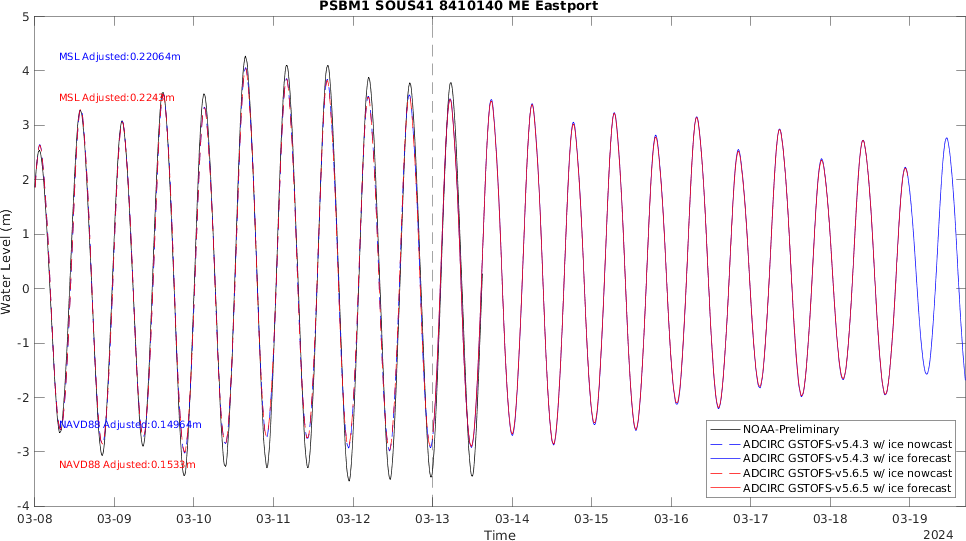 PSBM1 SOUS41 8410140 ME Eastport
5
4
3
2
1
0
-1
-2
-3
-4
Water Level (m)
MSL Adjusted:0.22064m
MSL Adjusted:0.2243m
NAVD88 Adjusted:0.14964m
NAVD88 Adjusted:0.1533m
NOAA-Preliminary
ADCIRC GSTOFS-v5.4.3 w/ ice nowcast
ADCIRC GSTOFS-v5.4.3 w/ ice forecast
ADCIRC GSTOFS-v5.6.5 w/ ice nowcast
ADCIRC GSTOFS-v5.6.5 w/ ice forecast
03-08 03-09 03-10 03-11 03-12 03-13 03-14 03-15 03-16 03-17 03-18 03-19
Time
2024